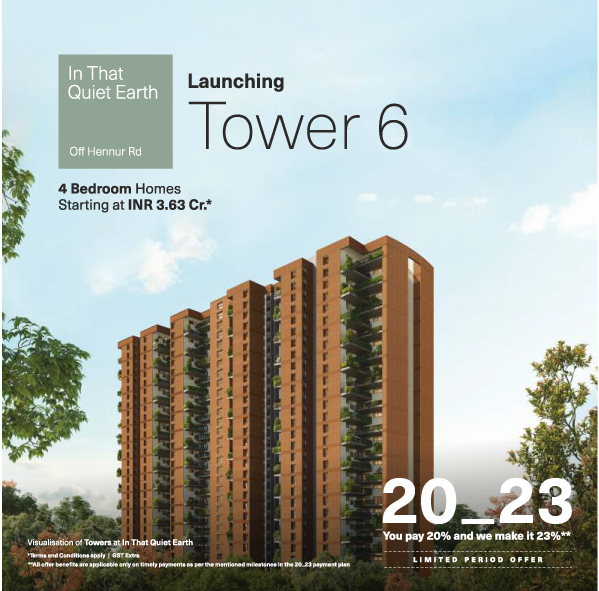 In That
Quiet Earth
Off Hennur Rd
Launching
Tower 6
4 Bedroom Homes
Starting at INR 3.63 Cr.*
20_23
You pay 20% and we make it 23%**
LIMITED PERIOD OFFER
Visualisation of Towers at In That Quiet Earth
*Terms and Conditions apply | GST Extra
**All offer benefits are applicable only on timely payments as per the mentioned milestones in the 20_23 payment plan